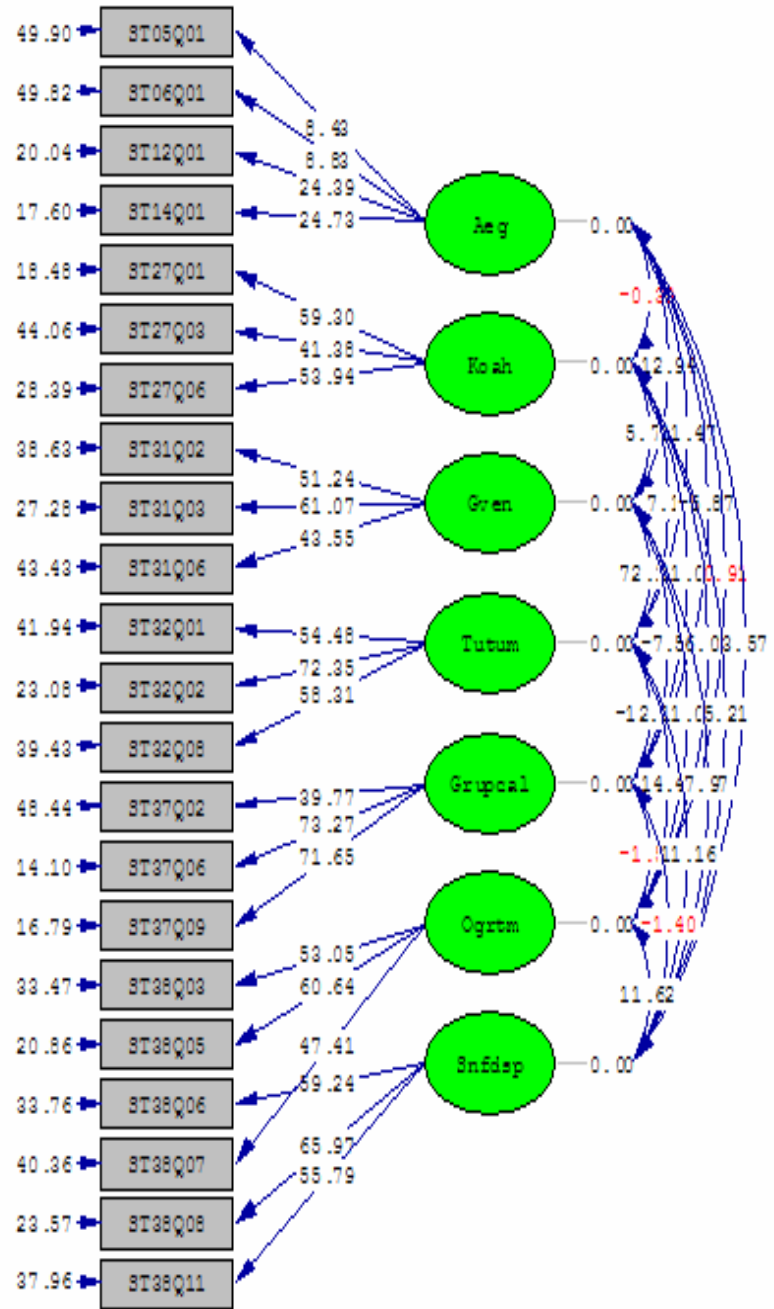 49.90 ST05Q01
49.82 ST06Q01
20.04 ST12Q01
17.60 ST14Q01
18.48 ST27Q01
44.06 ST27Q03
28.39 ST27Q06
38.63 ST31Q02
27.28 ST31Q03
43.43 ST31Q06
41.94 ST32Q01
23.08 ST32Q02
39.43 ST32Q08
48.44 ST37Q02
14.10 ST37Q06
16.79 ST37Q09
33.47 ST38Q03
20.86 ST38Q05
33.76 ST38Q06
40.36 ST38Q07
23.57 ST38Q08
37.96 ST38Q11
8.43
8.83
24.39
24.73
59.30
41.38
53.94
51.24
61.07
43.55
54.48
72.35
58.31
39.77
73.27
71.65
53.05
60.64
47.41
59.24
65.97
55.79
Aeg 0.00
Koah 0.00 12.94
Gven 0.00
Tutum 0.00
Grupcal 0.00
Ogrtm 0.00 -1.40
Snfdsp 0.00
11.16
11.62